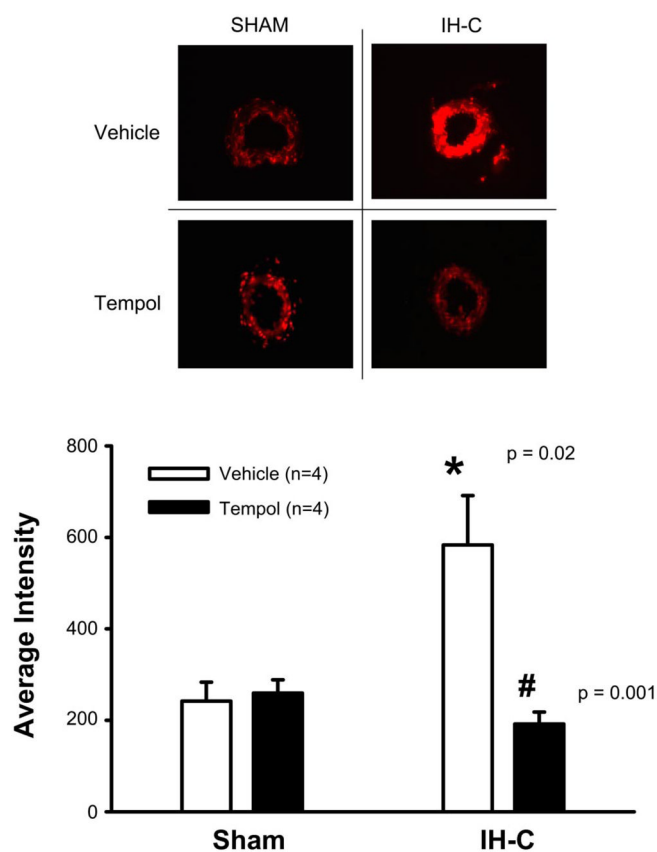 SHAM IH-C
Vehicle
Tempol
800
600
400
200
0
Average Intensity
Vehicle (n=4)
Tempol (n=4)
* p = 0.02
# p = 0.001
Sham IH-C